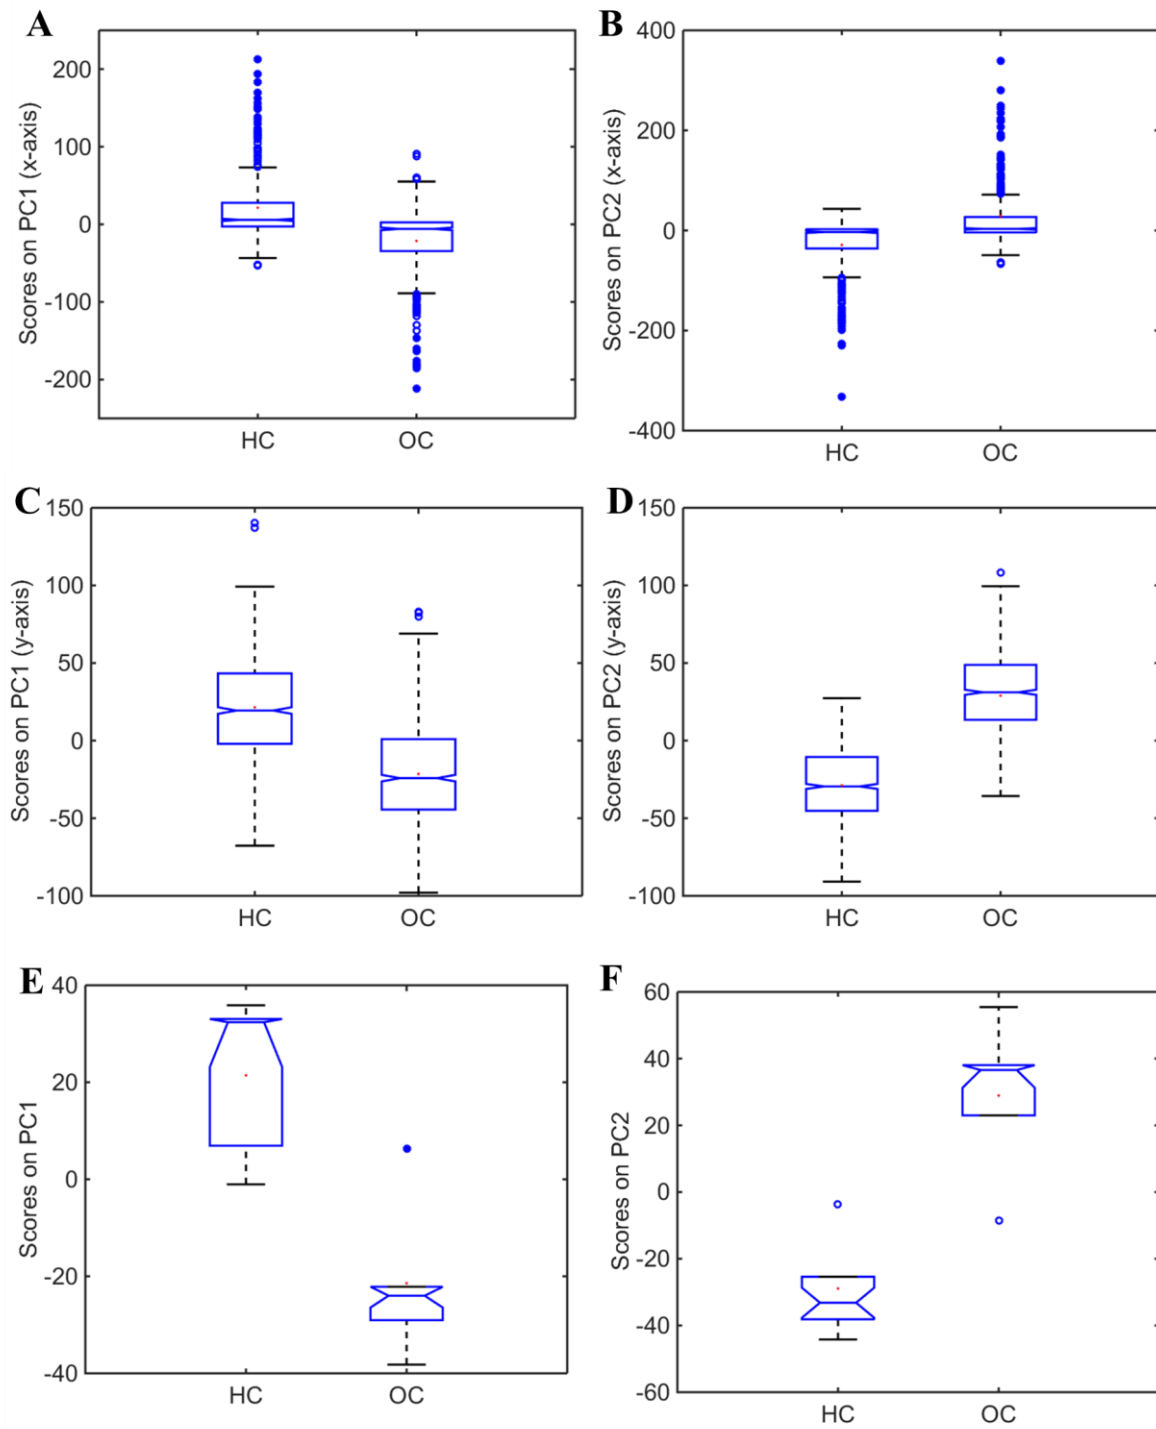 A
Scores on PC1 (x-axis)
200
100
0
-100
-200
HC
OC
B
Scores on PC2 (x-axis)
400
200
0
-200
-400
HC
OC
C
Scores on PC1 (y-axis)
150
100
50
0
-50
-100
HC
OC
D
Scores on PC2 (y-axis)
150
100
50
0
-50
-100
HC
OC
E
Scores on PC1
40
20
0
-20
-40
HC
OC
F
Scores on PC2
60
40
20
0
-20
-40
-60
HC
OC